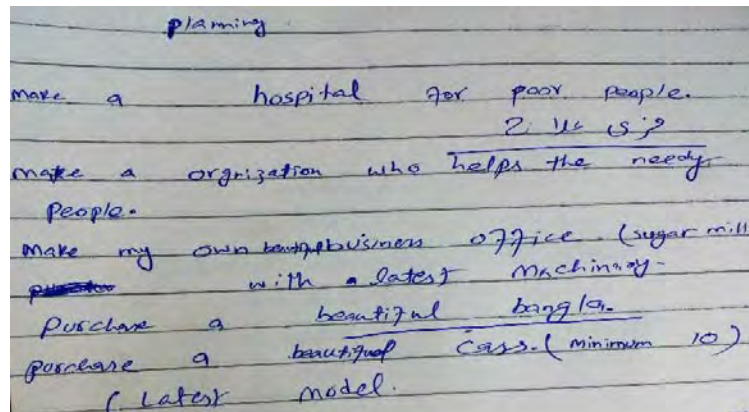 planning
make a hospital for poor people.
make a orgnization who helps the needy
people.
make my own beautiful business office (sugar mill
with a latest machinary.
Purchase a beautiful bangla.
purchase a beautiful cars. (minimum 10)
(Latest model.